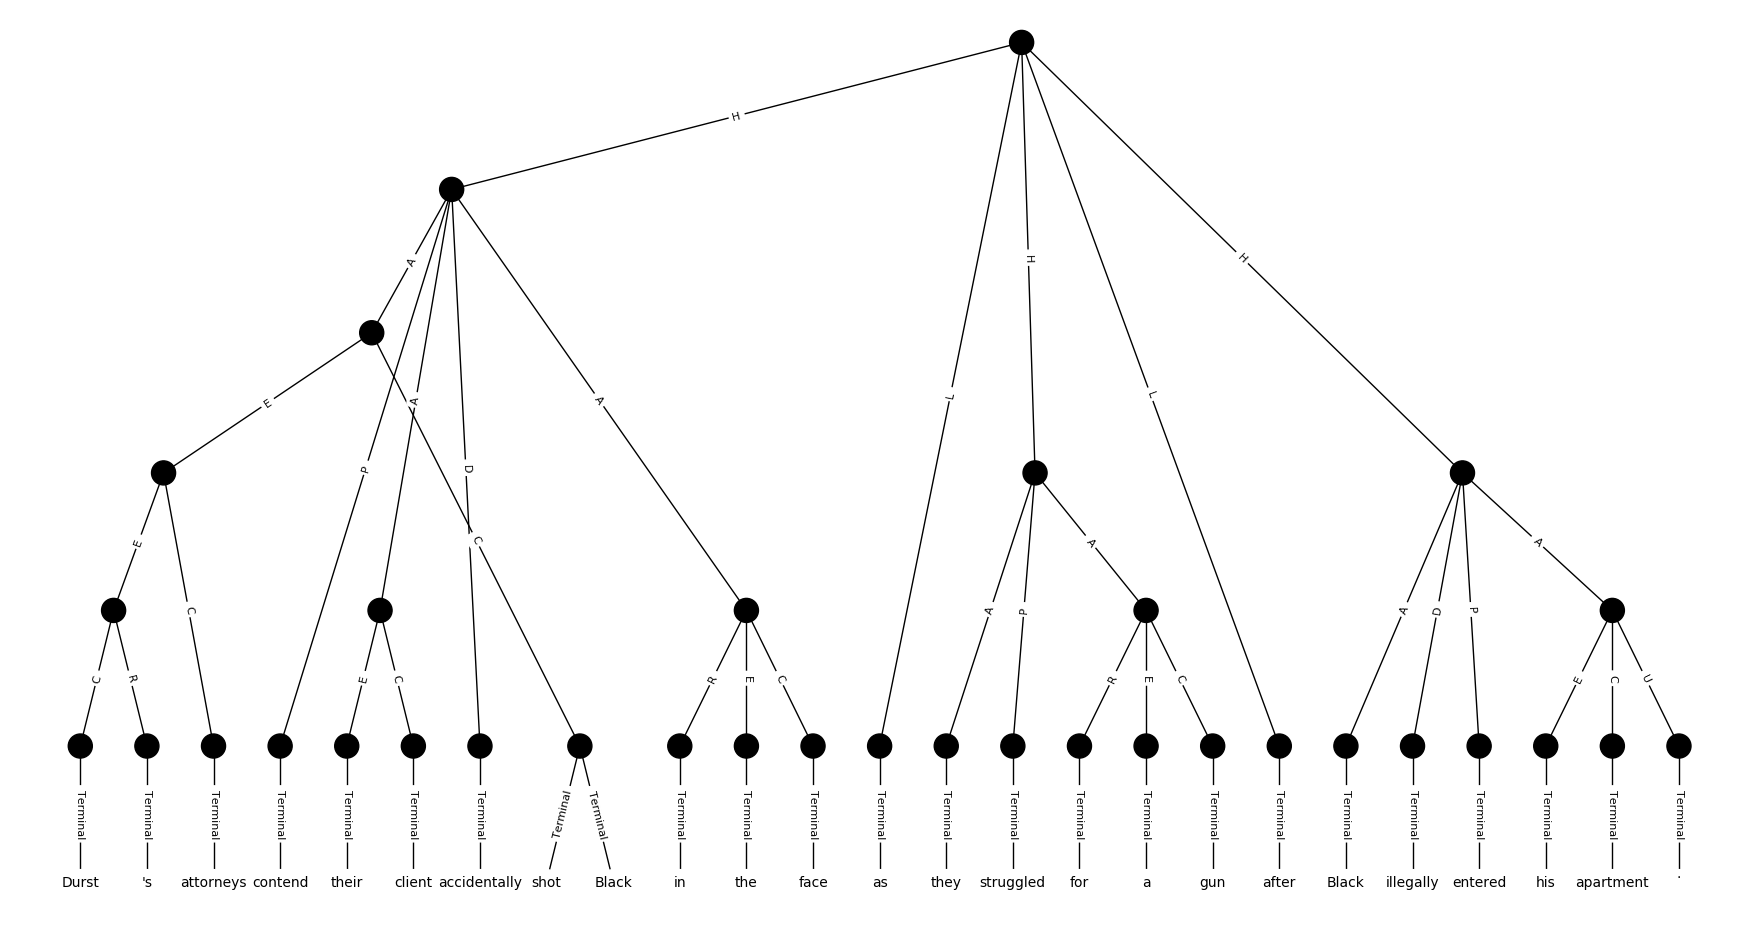 H
A
A
P
A
D
A
L
H
L
H
E
C
E
C
A
P
A
A
D
P
A
C
R
E
C
R
E
C
R
E
C
E
C
U
Terminal Terminal Terminal Terminal Terminal Terminal Terminal Terminal Terminal Terminal Terminal Terminal Terminal Terminal Terminal Terminal Terminal Terminal Terminal Terminal Terminal Terminal Terminal Terminal Terminal
Durst 's attorneys contend their client accidentally shot Black in the face as they struggled for a gun after Black illegally entered his apartment .